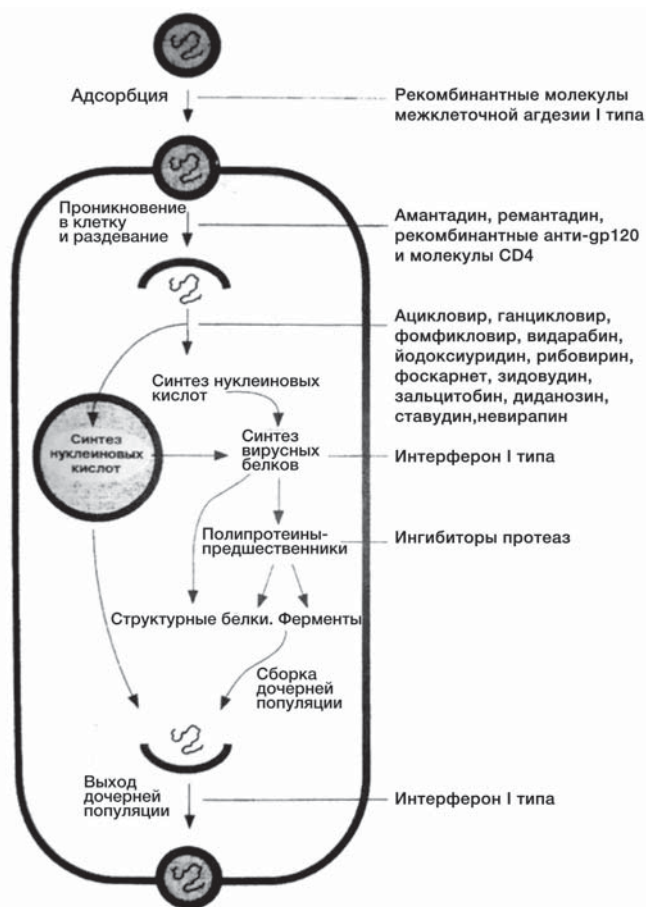 Адсорбция
Рекомбинантные молекулы
межклеточной агдезии I типа
Проникновение
в клетку
и раздевание
Амантадин, ремантадин,
рекомбинантные анти-gp120
и молекулы CD4
Ацикловир, ганцикловир,
фомфикловир, видарабин,
йодоксиуридин, рибовирин,
фоскарнет, зидовудин,
зальцитобин, диданозин,
ставудин,невирапин
Синтез нуклеиновых
кислот
Синтез
нуклеиновых
кислот
Синтез
вирусных
белков
Интерферон I типа
Полипротеины-
предшественники
Ингибиторы протеаз
Структурные белки. Ферменты
Сборка
дочерней
популяции
Выход
дочерней
популяции
Интерферон I типа